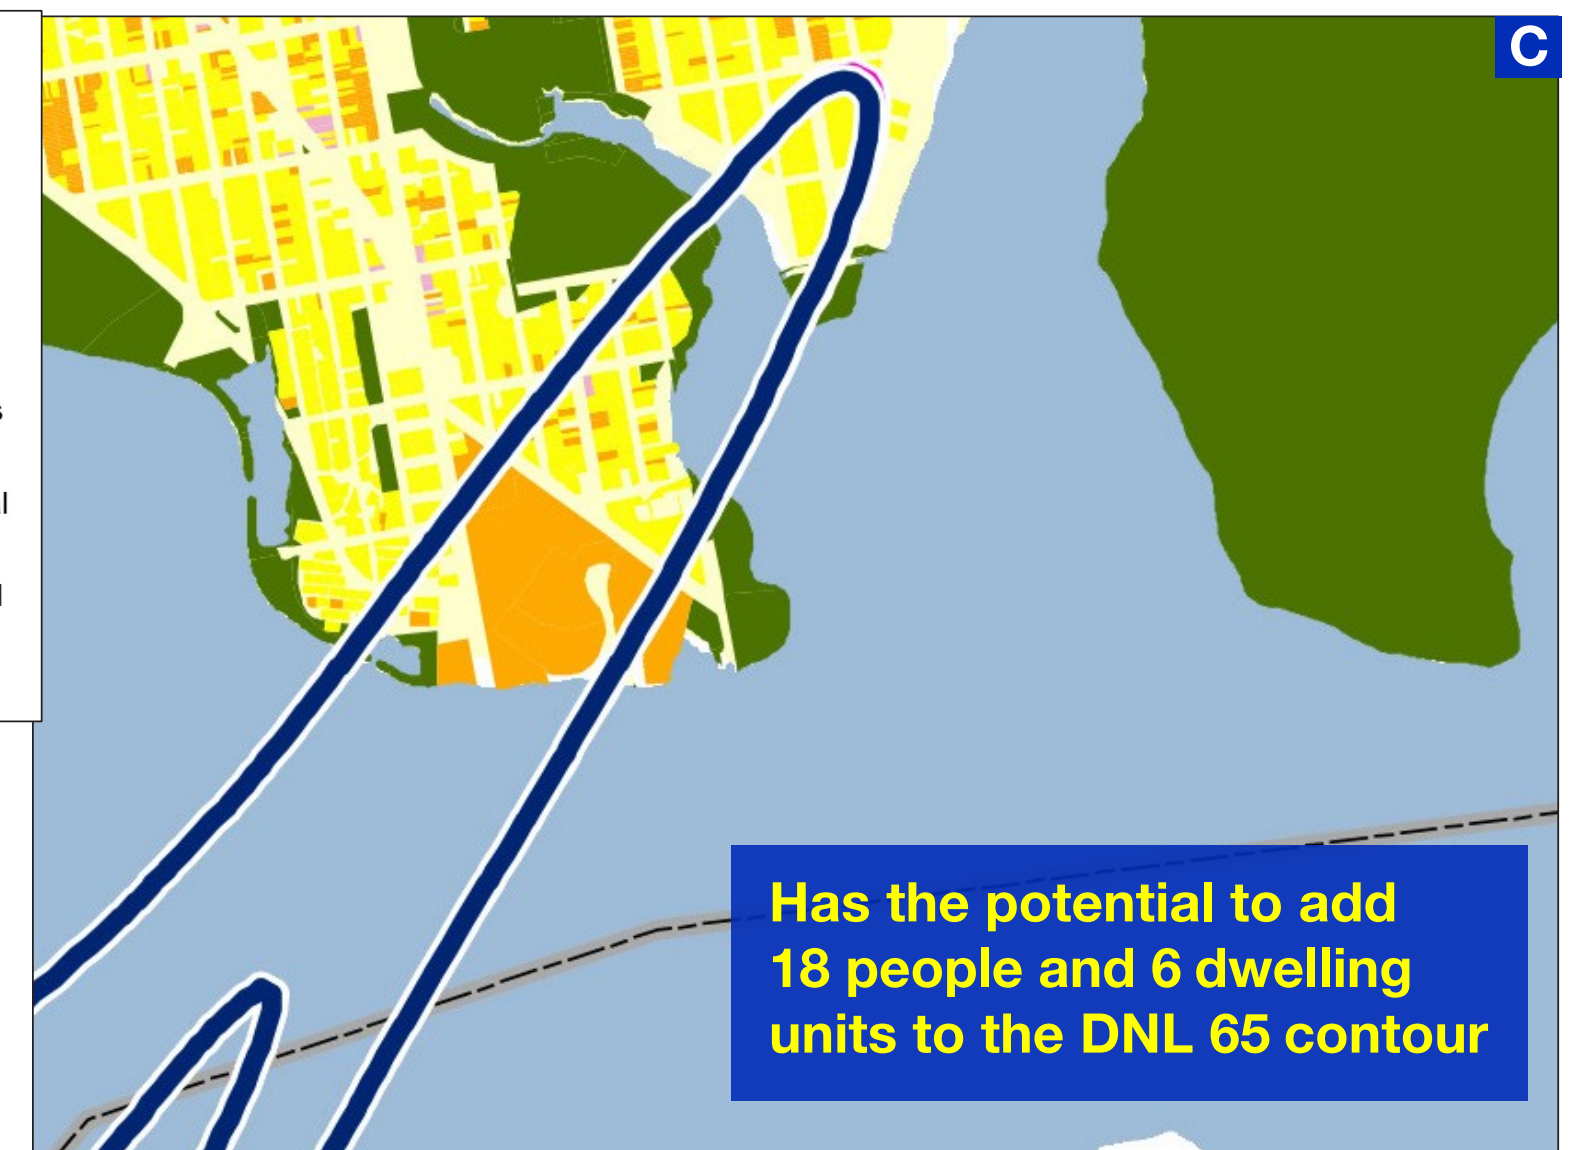 C
s
l
l
Has the potential to add
18 people and 6 dwelling
units to the DNL 65 contour